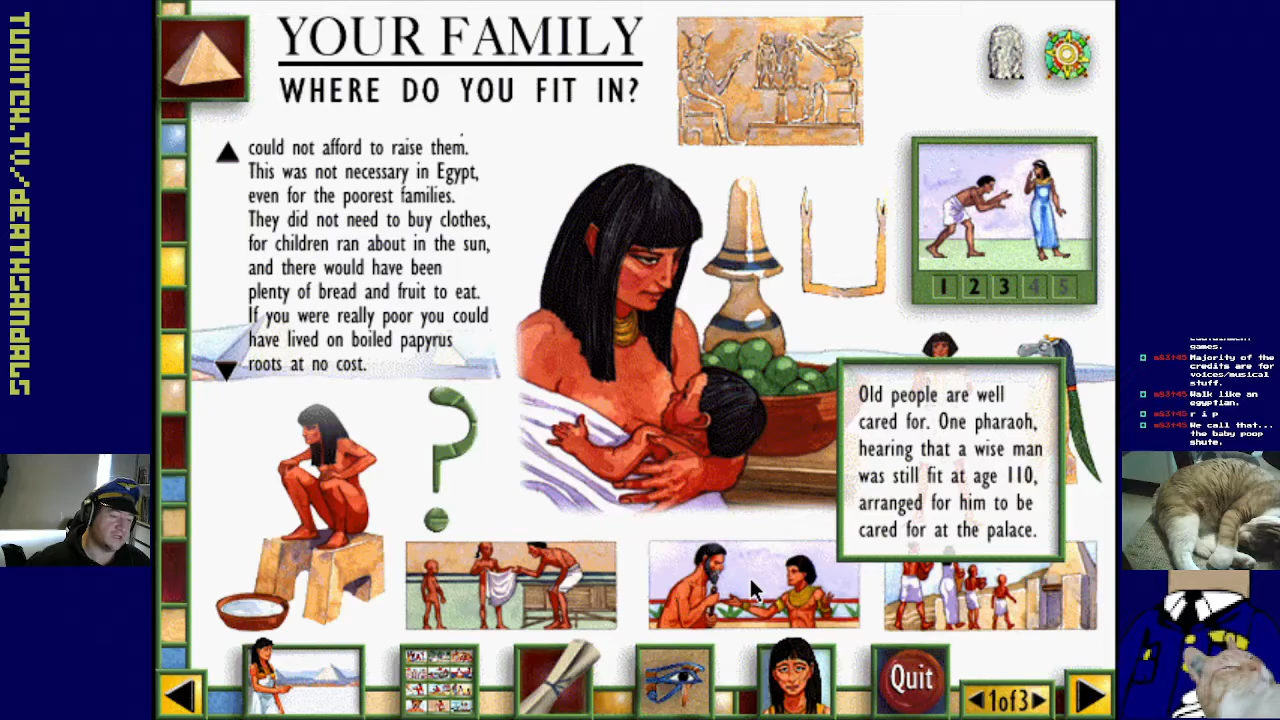 TWITCH.TV/DEATHSANDALS
YOUR FAMILY
WHERE DO YOU FIT IN?
could not afford to raise them.
This was not necessary in Egypt,
even for the poorest families.
They did not need to buy clothes,
for children ran about in the sun,
and there would have been
plenty of bread and fruit to eat.
If you were really poor you could
have lived on boiled papyrus
roots at no cost.
?
1 2 3 4 5
Old people are well
cared for. One pharaoh,
hearing that a wise man
was still fit at age 110,
arranged for him to be
cared for at the palace.
Quit
1of3
games.
m83t45 Majority of the
credits are for
voices/musical
stuff.
m83t45 Walk like an
egyptian.
m83t45 r i p
m83t45 We call that...
the baby poop
shute.